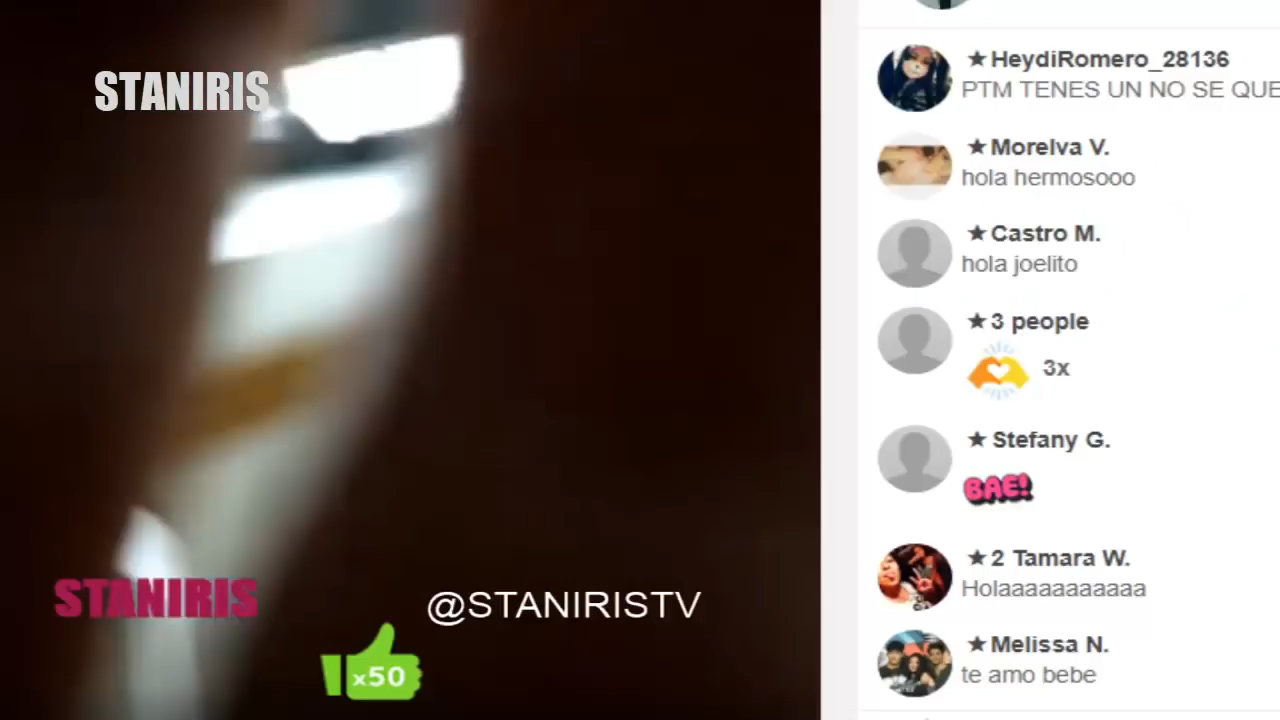 STANIRIS
STANIRIS
@STANIRISTV
x50
★HeydiRomero_28136
PTM TENES UN NO SE QUE
★Morelva V.
hola hermosooo
★Castro M.
hola joelito
★3 people
3x
★Stefany G.
BAE!
★2 Tamara W.
Holaaaaaaaaaaa
★Melissa N.
te amo bebe